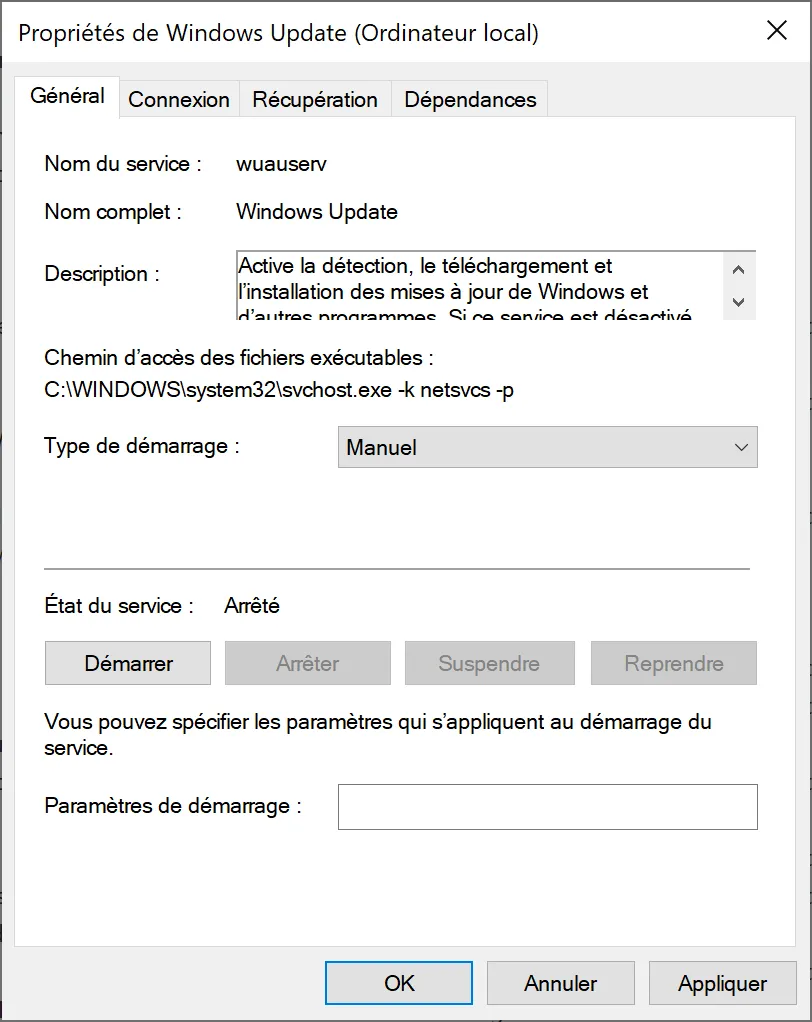 Propriétés de Windows Update (Ordinateur local)
Général Connexion Récupération Dépendances
Nom du service : wuauserv
Nom complet : Windows Update
Description : Active la détection, le téléchargement et
l’installation des mises à jour de Windows et
d’autres programmes. Si ce service est désactivé
Chemin d’accès des fichiers exécutables :
C:\WINDOWS\system32\svchost.exe -k netsvcs -p
Type de démarrage : Manuel
État du service : Arrêté
Démarrer Arrêter Suspendre Reprendre
Vous pouvez spécifier les paramètres qui s’appliquent au démarrage du
service.
Paramètres de démarrage :
OK Annuler Appliquer